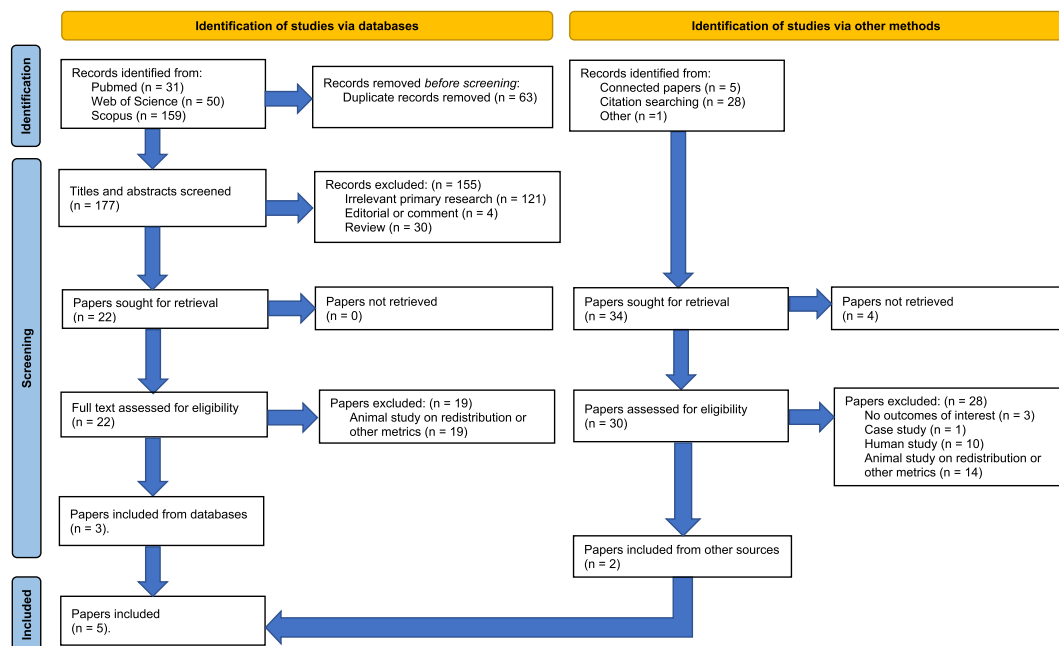 Identification of studies via databases
Identification of studies via other methods
Identification
Records identified from:
Pubmed (n = 31)
Web of Science (n = 50)
Scopus (n = 159)
Records removed before screening:
Duplicate records removed (n = 63)
Records identified from:
Connected papers (n = 5)
Citation searching (n = 28)
Other (n =1)
Screening
Titles and abstracts screened
(n = 177)
Records excluded: (n = 155)
Irrelevant primary research (n = 121)
Editorial or comment (n = 4)
Review (n = 30)
Papers sought for retrieval
(n = 22)
Papers not retrieved
(n = 0)
Papers sought for retrieval
(n = 34)
Papers not retrieved
(n = 4)
Full text assessed for eligibility
(n = 22)
Papers excluded: (n = 19)
Animal study on redistribution or
other metrics (n = 19)
Papers assessed for eligibility
(n = 30)
Papers excluded: (n = 28)
No outcomes of interest (n = 3)
Case study (n = 1)
Human study (n = 10)
Animal study on redistribution or
other metrics (n = 14)
Papers included from databases
(n = 3).
Papers included from other sources
(n = 2)
Included
Papers included
(n = 5).